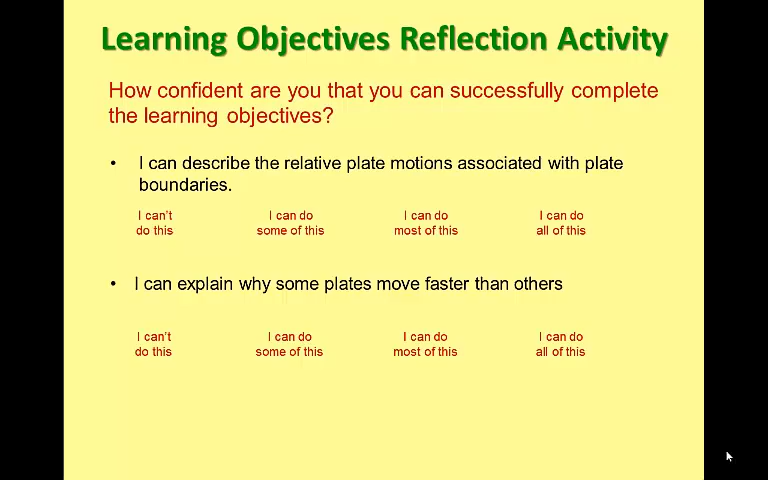 Learning Objectives Reflection Activity
How confident are you that you can successfully complete
the learning objectives?
• I can describe the relative plate motions associated with plate
boundaries.
I can't I can do I can do I can do
do this some of this most of this all of this
• I can explain why some plates move faster than others
I can't I can do I can do I can do
do this some of this most of this all of this